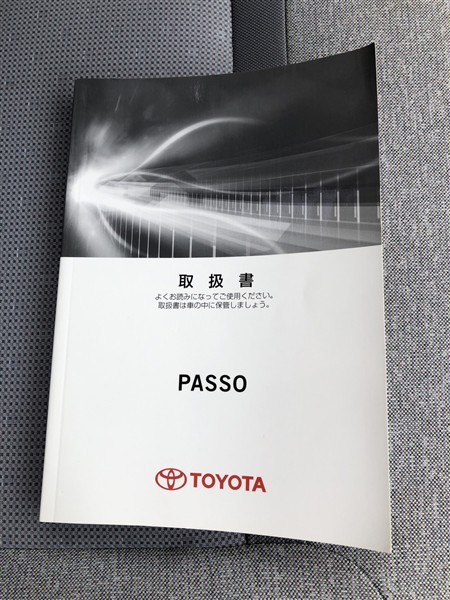 取扱書
よくお読みになってご使用ください。
取扱書は車の中に保管しましょう。
PASSO
TOYOTA